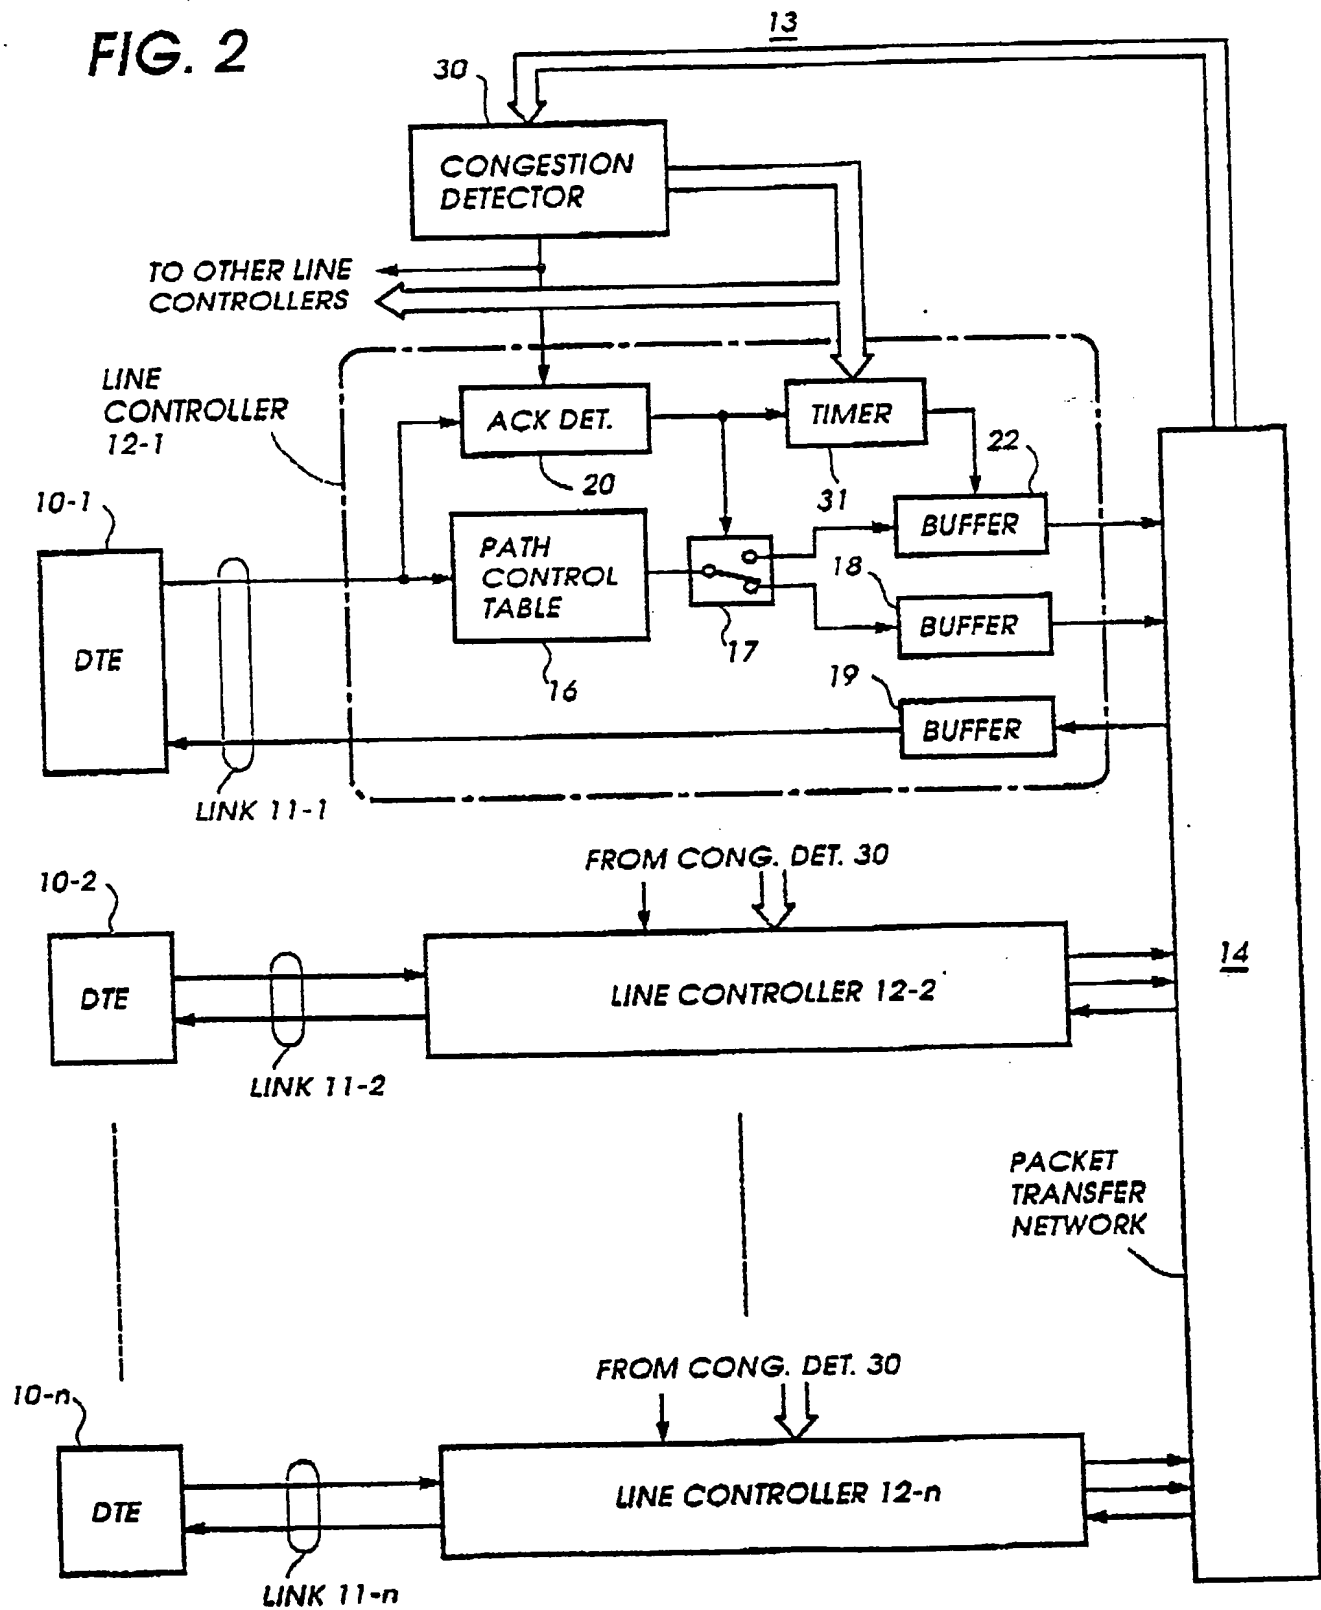 FIG. 2
13
30
CONGESTION
DETECTOR
TO OTHER LINE
CONTROLLERS
LINE
CONTROLLER
12-1
ACK DET.
20
TIMER
31
22
BUFFER
10-1
DTE
PATH
CONTROL
TABLE
16
17
18
BUFFER
19
BUFFER
LINK 11-1
FROM CONG. DET. 30
10-2
DTE
LINE CONTROLLER 12-2
14
LINK 11-2
PACKET
TRANSFER
NETWORK
FROM CONG. DET. 30
10-n
DTE
LINE CONTROLLER 12-n
LINK 11-n